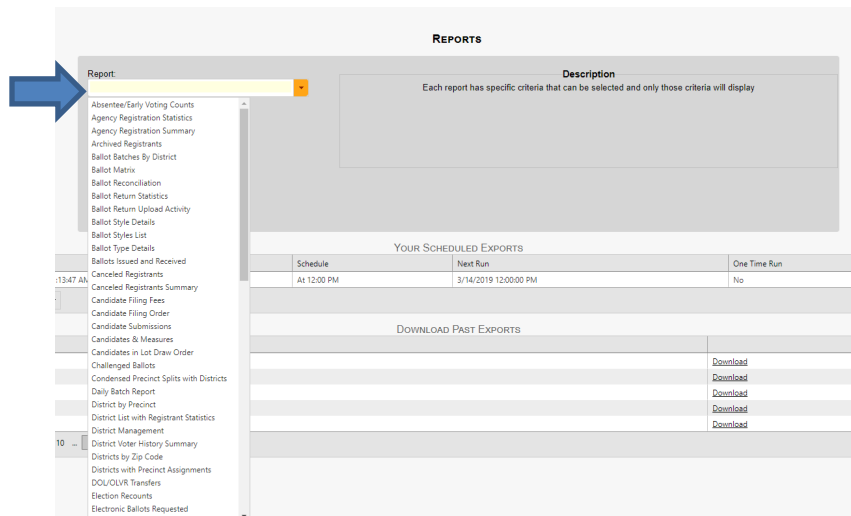 REPORTS
Report:
Description
Each report has specific criteria that can be selected and only those criteria will display
Absentee/Early Voting Counts
Agency Registration Statistics
Agency Registration Summary
Archived Registrants
Ballot Batches By District
Ballot Matrix
Ballot Reconciliation
Ballot Return Statistics
Ballot Return Upload Activity
Ballot Style Details
Ballot Styles List
Ballot Type Details
Ballots Issued and Received
Canceled Registrants
Canceled Registrants Summary
Candidate Filing Fees
Candidate Filing Order
Candidate Submissions
Candidates & Measures
Candidates in Lot Draw Order
Challenged Ballots
Condensed Precinct Splits with Districts
Daily Batch Report
District by Precinct
District List with Registrant Statistics
District Management
District Voter History Summary
Districts by Zip Code
Districts with Precinct Assignments
DOL/OLVR Transfers
Election Recounts
Electronic Ballots Requested
YOUR SCHEDULED EXPORTS
Schedule Next Run One Time Run
:13:47 AM At 12:00 PM 3/14/2019 12:00:00 PM No
DOWNLOAD PAST EXPORTS
Download
Download
Download
Download
Download
10 ...